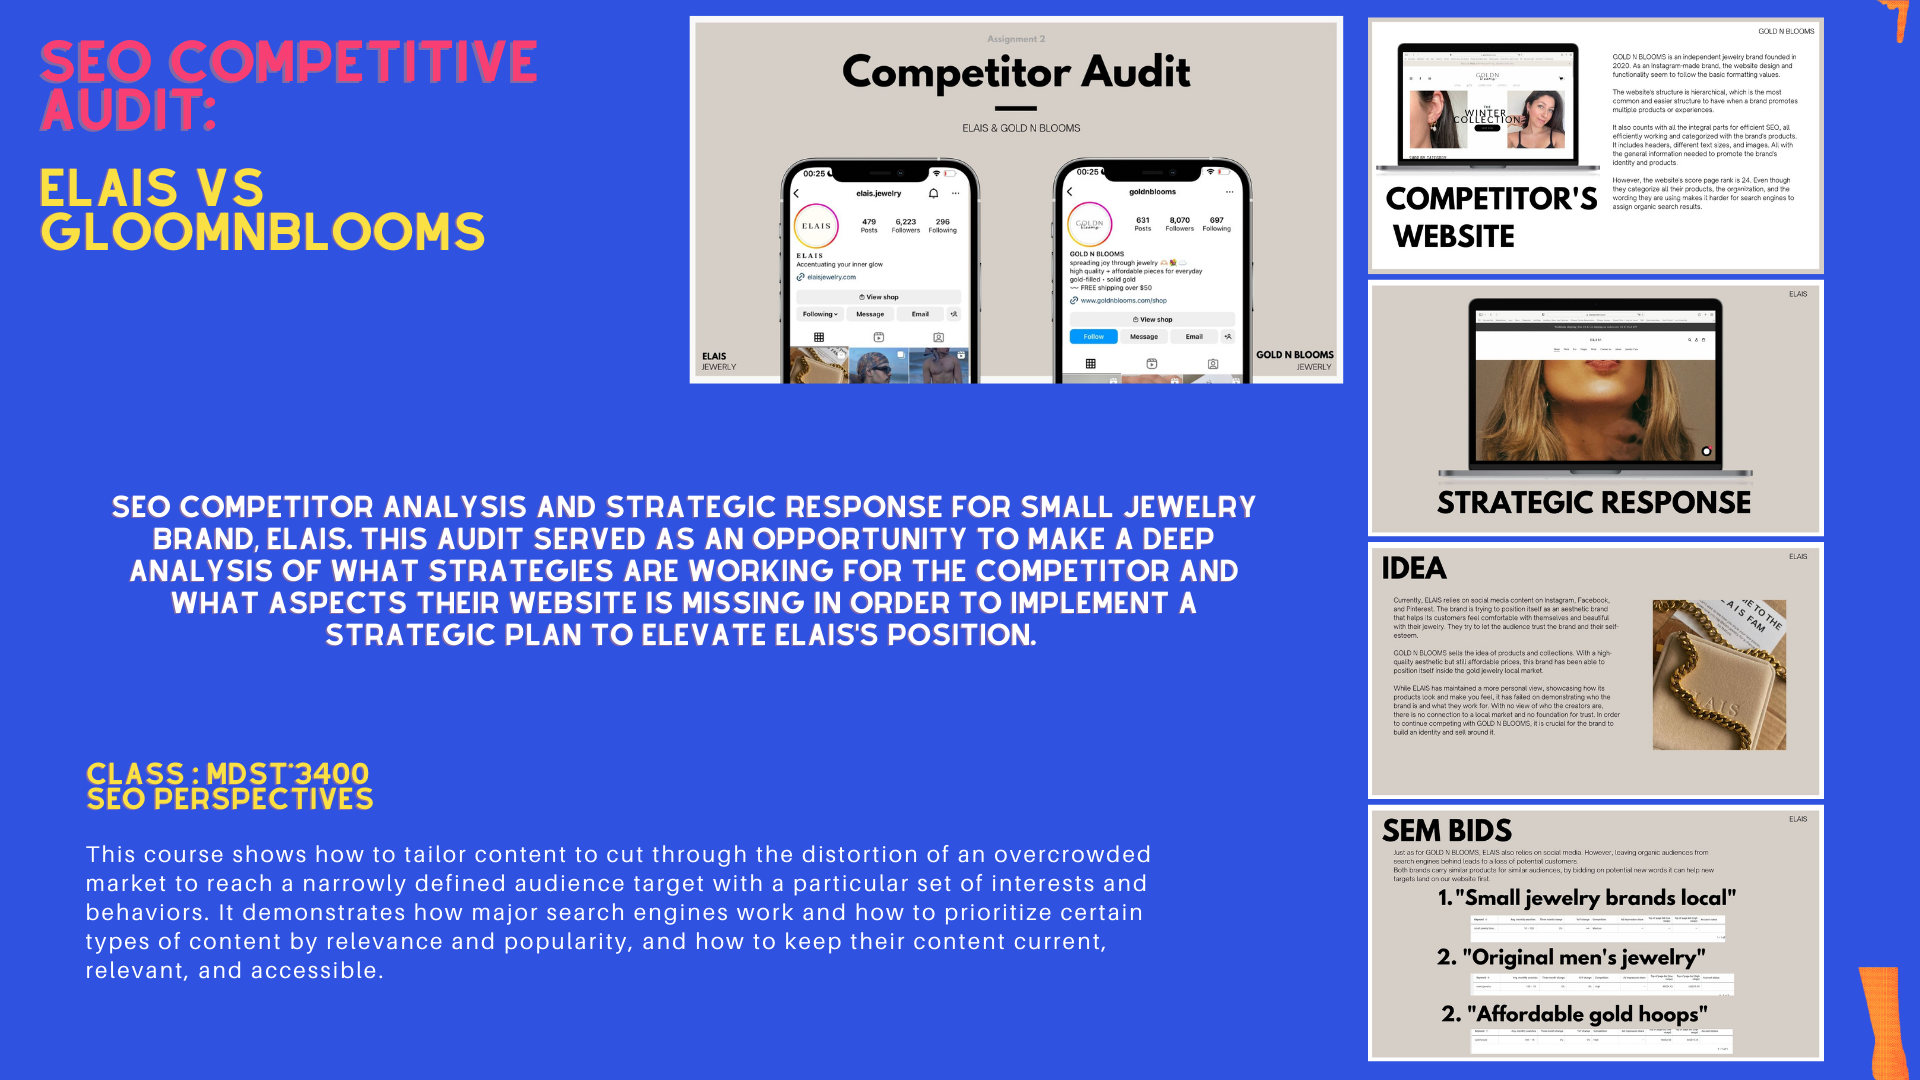 SEO COMPETITIVE
AUDIT:
ELAIS VS
GLOOMNBLOOMS
Assignment 2
Competitor Audit
ELAIS & GOLD N BLOOMS
00:25
elais.jewelry
ELAIS
479
6,223
296
Posts
Followers
Following
ELAIS
Accentuating your inner glow
elaisjewelry.com
View shop
Following
Message
Email
ELAIS
JEWERLY
00:25
goldnblooms
GOLDN
631
8,070
697
Posts
Followers
Following
GOLD N BLOOMS
spreading joy through jewelry
high quality + affordable pieces for everyday
gold-filled + solid gold
FREE shipping over $50
www.goldnblooms.com/shop
View shop
Follow
Message
Email
GOLD N BLOOMS
JEWERLY
GOLD N BLOOMS
GOLDN
THE
WINTER
COLLECTION
SHOP BY CATEGORY
COMPETITOR'S
WEBSITE
GOLD N BLOOMS is an independent jewelry brand founded in
2020. As an Instagram-made brand, the website design and
functionality seem to follow the basic formatting values.
The website's structure is hierarchical, which is the most
common and easier structure to have when a brand promotes
multiple products or experiences.
It also counts with all the integral parts for efficient SEO, all
efficiently working and categorized with the brand's products.
It includes headers, different text sizes, and images. All with
the general information needed to promote the brand's
identity and products.
However, the website's score page rank is 24. Even though
they categorize all their products, the organization, and the
wording they are using makes it harder for search engines to
assign organic search results.
ELAIS
STRATEGIC RESPONSE
IDEA
ELAIS
Currently, ELAIS relies on social media content on Instagram, Facebook,
and Pinterest. The brand is trying to position itself as an aesthetic brand
that helps its customers feel comfortable with themselves and beautiful
with their jewelry. They try to let the audience trust the brand and their self-
esteem.
GOLD N BLOOMS sells the idea of products and collections. With a high-
quality aesthetic but still affordable prices, this brand has been able to
position itself inside the gold jewelry local market.
While ELAIS has maintained a more personal view, showcasing how its
products look and make you feel, it has failed on demonstrating who the
brand is and what they work for. With no view of who the creators are,
there is no connection to a local market and no foundation for trust. In order
to continue competing with GOLD N BLOOMS, it is crucial for the brand to
build an identity and sell around it.
SEM BIDS
ELAIS
Just as for GOLD N BLOOMS, ELAIS also relies on social media. However, leaving organic audiences from
search engines behind leads to a loss of potential customers.
Both brands carry similar products for similar audiences, by bidding on potential new words it can help new
targets land on our website first.
1."Small jewelry brands local"
2. "Original men's jewelry"
2. "Affordable gold hoops"
SEO COMPETITOR ANALYSIS AND STRATEGIC RESPONSE FOR SMALL JEWELRY
BRAND, ELAIS. THIS AUDIT SERVED AS AN OPPORTUNITY TO MAKE A DEEP
ANALYSIS OF WHAT STRATEGIES ARE WORKING FOR THE COMPETITOR AND
WHAT ASPECTS THEIR WEBSITE IS MISSING IN ORDER TO IMPLEMENT A
STRATEGIC PLAN TO ELEVATE ELAIS'S POSITION.
CLASS : MDST*3400
SEO PERSPECTIVES
This course shows how to tailor content to cut through the distortion of an overcrowded
market to reach a narrowly defined audience target with a particular set of interests and
behaviors. It demonstrates how major search engines work and how to prioritize certain
types of content by relevance and popularity, and how to keep their content current,
relevant, and accessible.